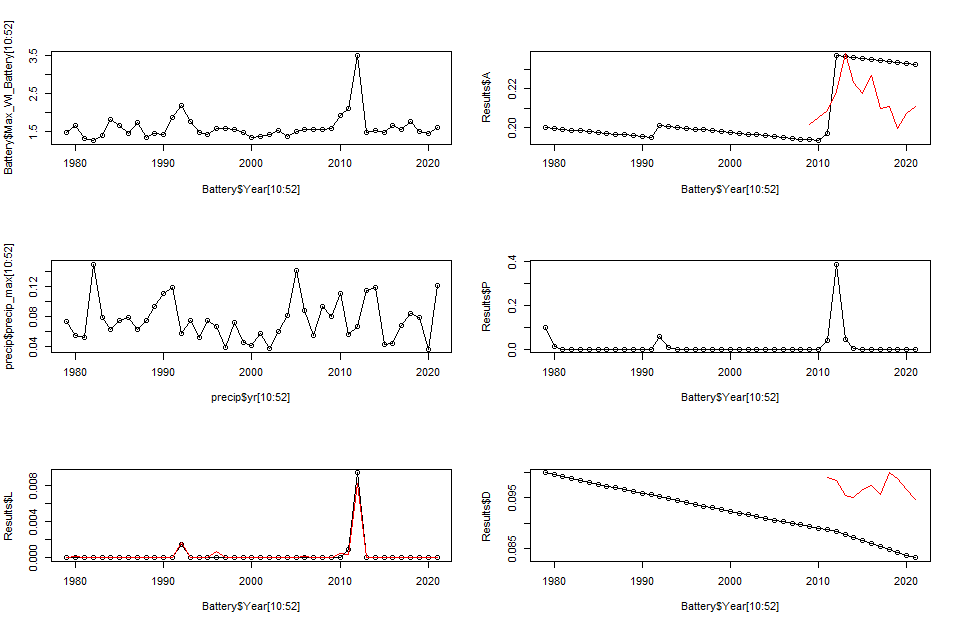 Battery$Max_WI_Battery[10:52]
3.5
2.5
1.5
1980 1990 2000 2010 2020
Battery$Year[10:52]
Results$A
0.22
0.20
1980 1990 2000 2010 2020
Battery$Year[10:52]
precip$precip_max[10:52]
0.12
0.08
0.04
1980 1990 2000 2010 2020
precip$yr[10:52]
Results$P
0.4
0.2
0.0
1980 1990 2000 2010 2020
Battery$Year[10:52]
Results$L
0.008
0.004
0.000
1980 1990 2000 2010 2020
Battery$Year[10:52]
Results$D
0.095
0.085
1980 1990 2000 2010 2020
Battery$Year[10:52]